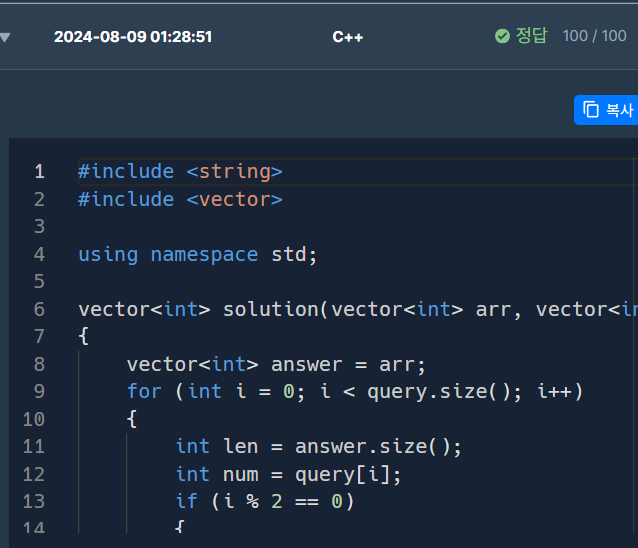 2024-08-09 01:28:51 C++ 정답 100 / 100
복사
1 #include <string>
2 #include <vector>
3
4 using namespace std;
5
6 vector<int> solution(vector<int> arr, vector<in
7 {
8 vector<int> answer = arr;
9 for (int i = 0; i < query.size(); i++)
10 {
11 int len = answer.size();
12 int num = query[i];
13 if (i % 2 == 0)
14 {